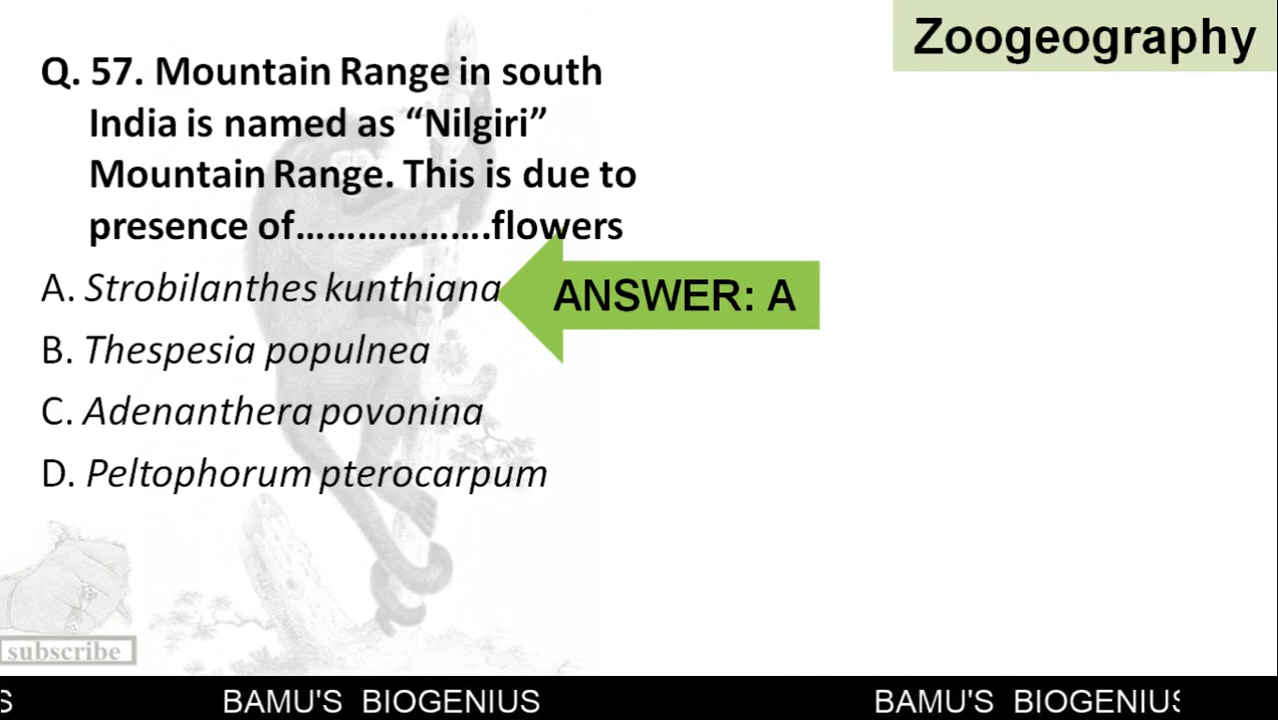 Zoogeography
Q. 57. Mountain Range in south
India is named as “Nilgiri”
Mountain Range. This is due to
presence of……………….flowers
A. Strobilanthes kunthiana
ANSWER: A
B. Thespesia populnea
C. Adenanthera povonina
D. Peltophorum pterocarpum
subscribe
S BAMU'S BIOGENIUS BAMU'S BIOGENIUS